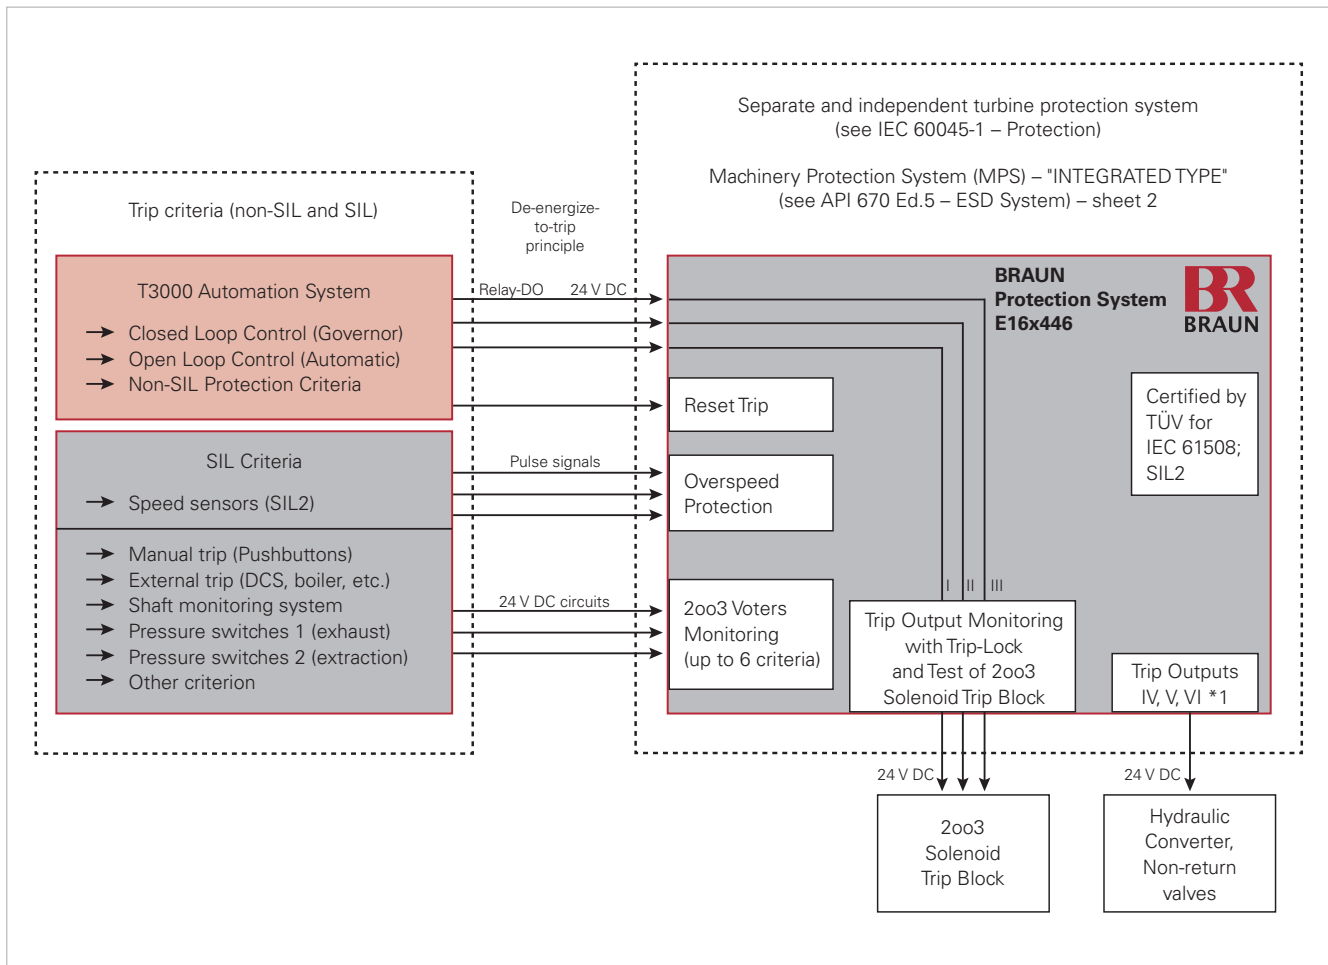 Separate and independent turbine protection system
(see IEC 60045-1 – Protection)
Machinery Protection System (MPS) – "INTEGRATED TYPE"
(see API 670 Ed.5 – ESD System) – sheet 2
Trip criteria (non-SIL and SIL)
De-energize-
to-trip
principle
T3000 Automation System
Closed Loop Control (Governor)
Open Loop Control (Automatic)
Non-SIL Protection Criteria
Relay-DO
24 V DC
BRAUN
Protection System
E16x446
BR
BRAUN
Reset Trip
Certified by
TÜV for
IEC 61508;
SIL2
SIL Criteria
Speed sensors (SIL2)
Pulse signals
Overspeed
Protection
Manual trip (Pushbuttons)
External trip (DCS, boiler, etc.)
Shaft monitoring system
Pressure switches 1 (exhaust)
Pressure switches 2 (extraction)
Other criterion
24 V DC circuits
2oo3 Voters
Monitoring
(up to 6 criteria)
I
II
III
Trip Output Monitoring
with Trip-Lock
and Test of 2oo3
Solenoid Trip Block
Trip Outputs
IV, V, VI *1
24 V DC
24 V DC
2oo3
Solenoid
Trip Block
Hydraulic
Converter,
Non-return
valves